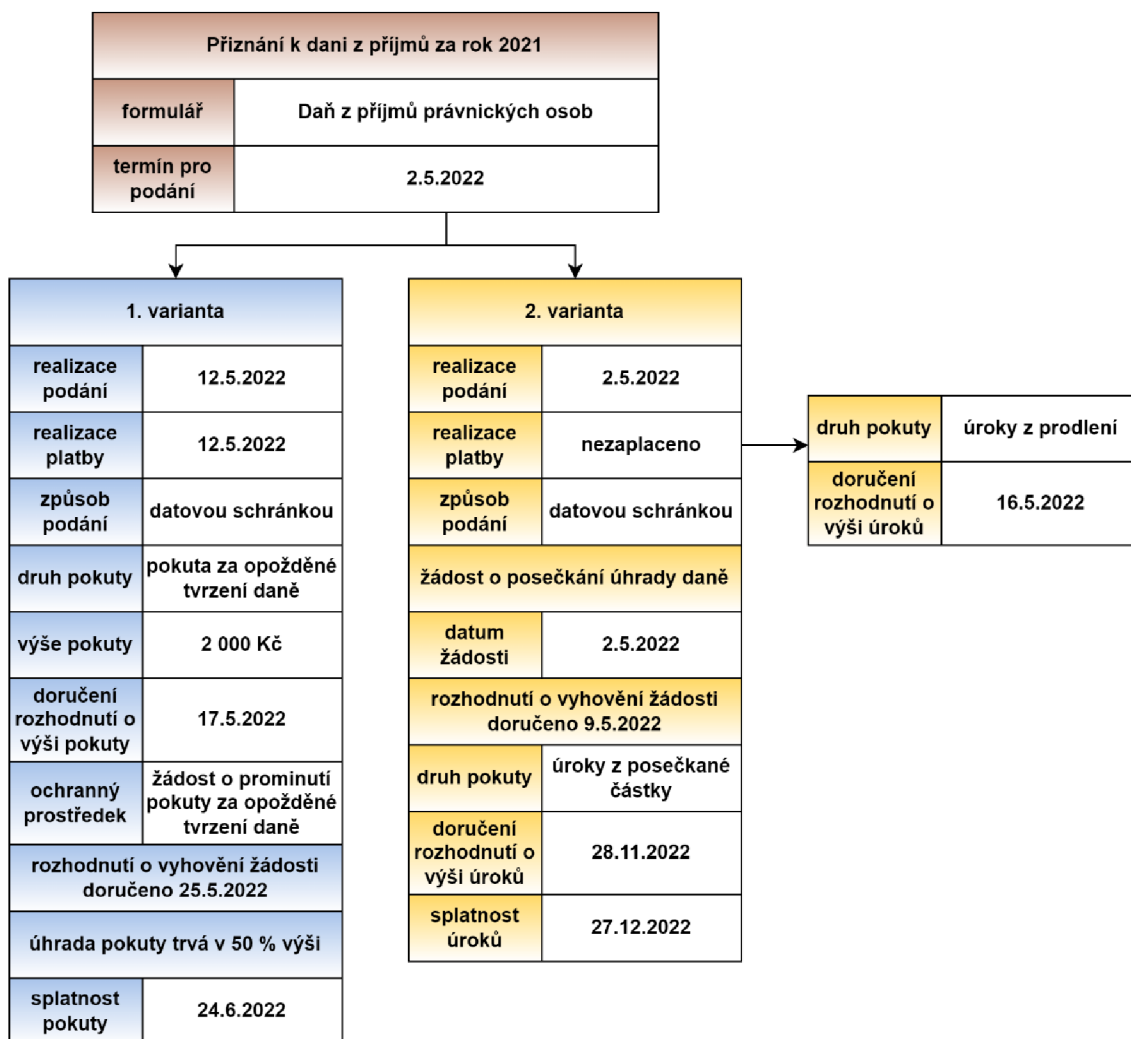 Přiznání k dani z příjmů za rok 2021
formulář
Daň z příjmů právnických osob
termín pro
podání
2.5.2022
1. varianta
realizace
podání
12.5.2022
realizace
platby
12.5.2022
způsob
podání
datovou schránkou
druh pokuty
pokuta za opožděné
tvrzení daně
výše pokuty
2 000 Kč
doručení
rozhodnutí o
výši pokuty
17.5.2022
ochranný
prostředek
žádost o prominutí
pokuty za opožděné
tvrzení daně
rozhodnutí o vyhovění žádosti
doručeno 25.5.2022
úhrada pokuty trvá v 50 % výši
splatnost
pokuty
24.6.2022
2. varianta
realizace
podání
2.5.2022
realizace
platby
nezaplaceno
způsob
podání
datovou schránkou
žádost o posečkání úhrady daně
datum
žádosti
2.5.2022
rozhodnutí o vyhovění žádosti
doručeno 9.5.2022
druh pokuty
úroky z posečkané
částky
doručení
rozhodnutí o
výši úroků
28.11.2022
splatnost
úroků
27.12.2022
druh pokuty
úroky z prodlení
doručení
rozhodnutí o
výši úroků
16.5.2022